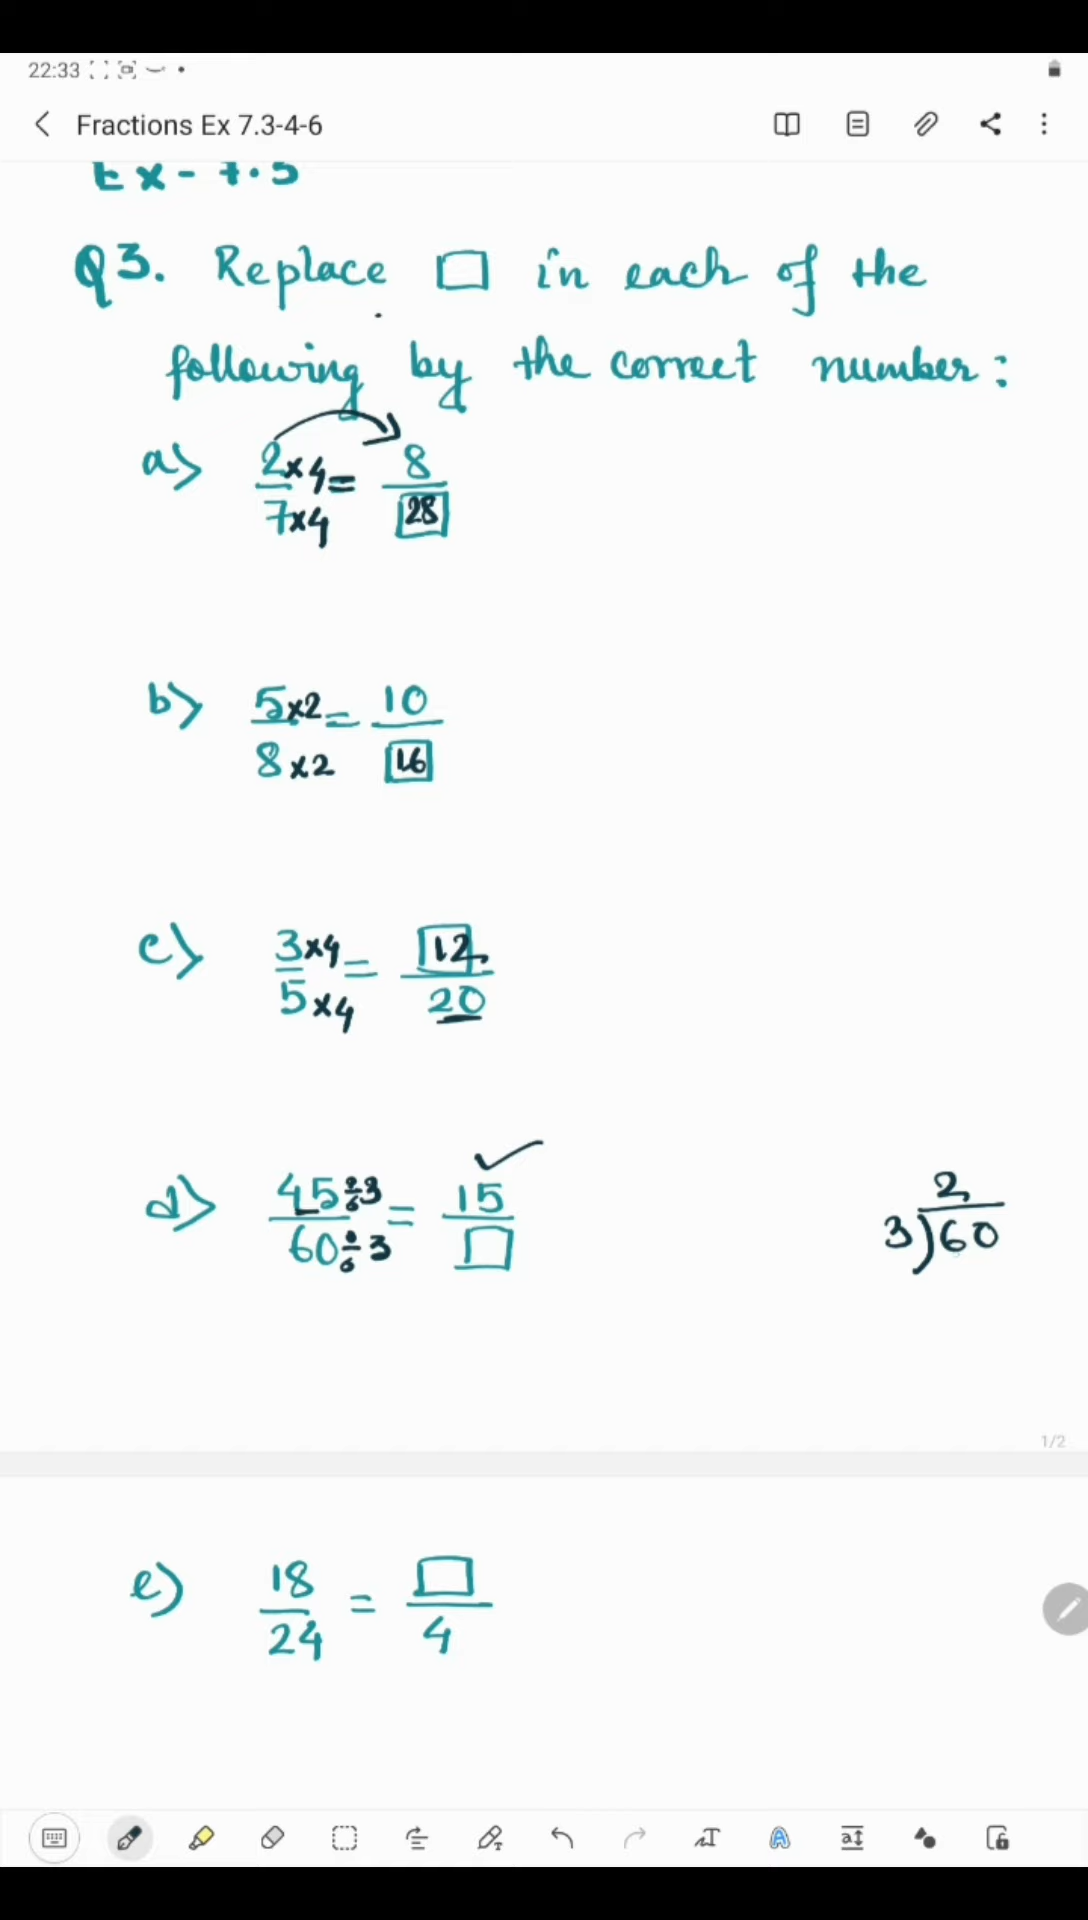 22:33
Fractions Ex 7.3-4-6
Ex - 7.3
Q3. Replace □ in each of the
following by the correct number:
a) 2×4/7×4 = 8/28
b) 5×2/8×2 = 10/16
c) 3×4/5×4 = 12/20
d) 45÷3/60÷3 = 15/□ ✓
2
3)60
1/2
e) 18/24 = □/4